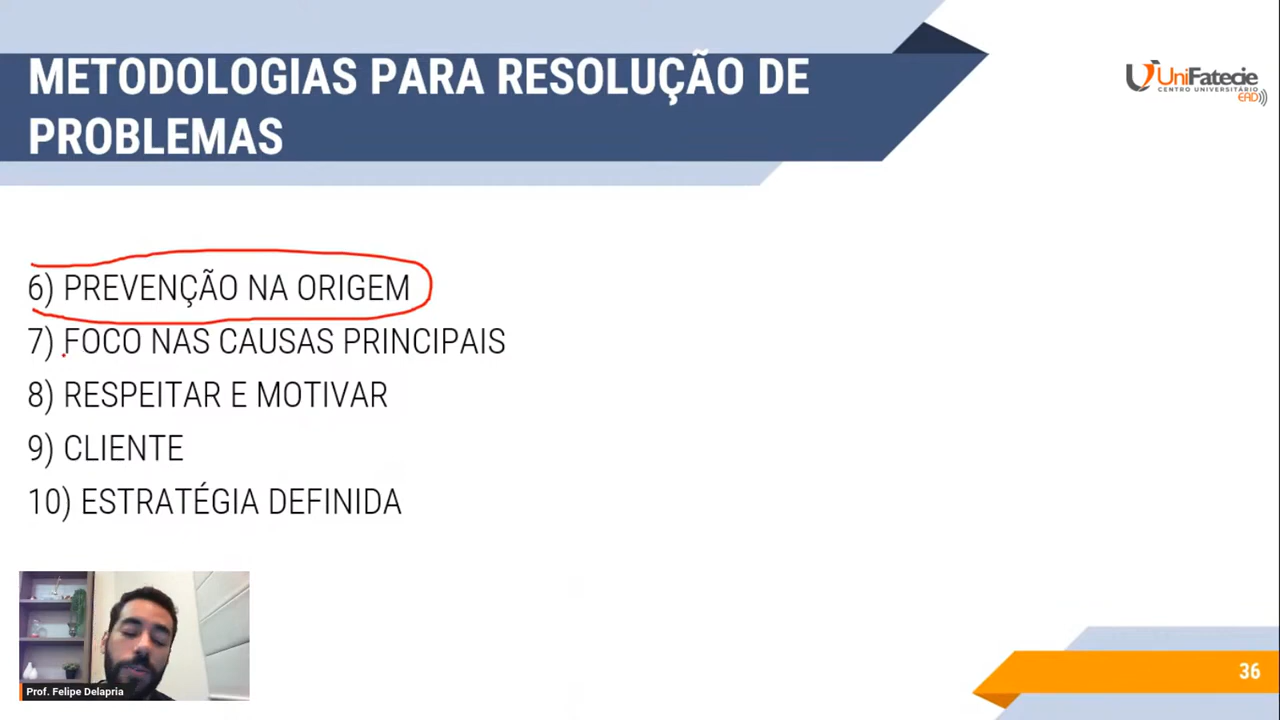 METODOLOGIAS PARA RESOLUÇÃO DE
PROBLEMAS
UniFatecie
CENTRO UNIVERSITÁRIO
EAD
6) PREVENÇÃO NA ORIGEM
7) FOCO NAS CAUSAS PRINCIPAIS
8) RESPEITAR E MOTIVAR
9) CLIENTE
10) ESTRATÉGIA DEFINIDA
Prof. Felipe Delapria
36